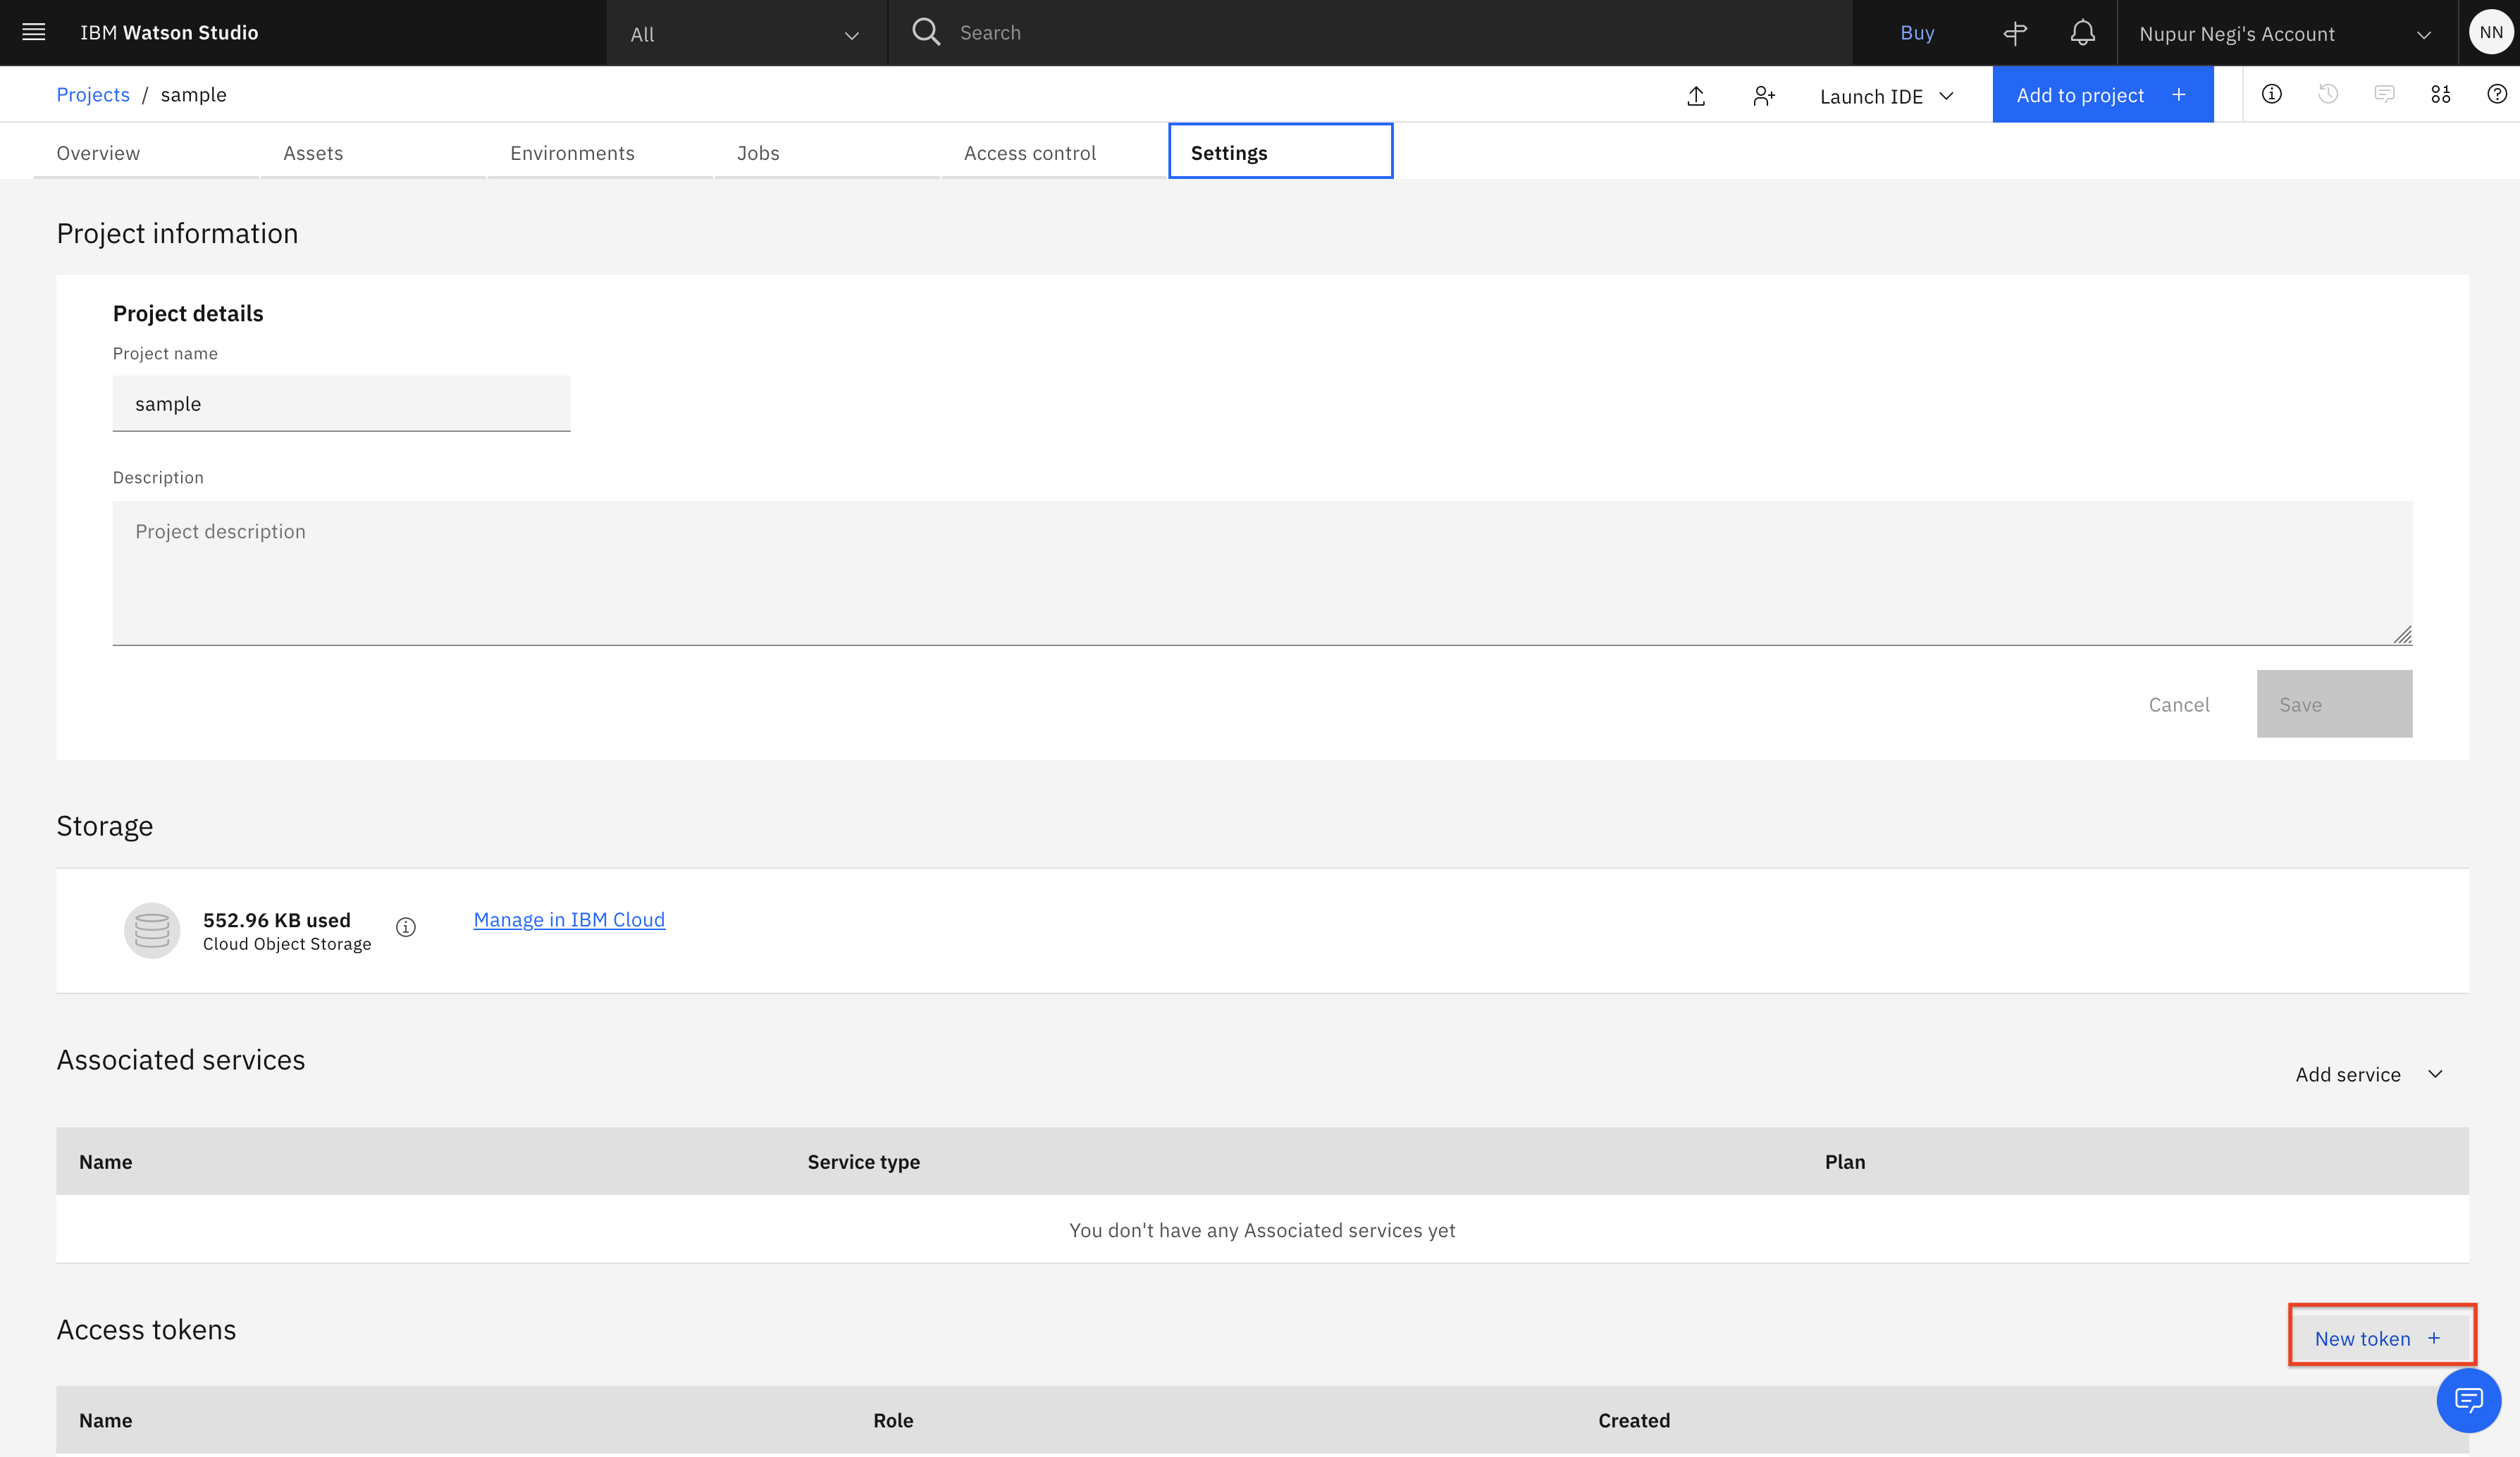 IBM Watson Studio
All
Search
Buy
Nupur Negi's Account
NN
Projects / sample
Launch IDE
Add to project +
Overview
Assets
Environments
Jobs
Access control
Settings
Project information
Project details
Project name
sample
Description
Project description
Cancel
Save
Storage
552.96 KB used
Cloud Object Storage
Manage in IBM Cloud
Associated services
Add service
Name Service type Plan
You don't have any Associated services yet
Access tokens
New token +
Name Role Created